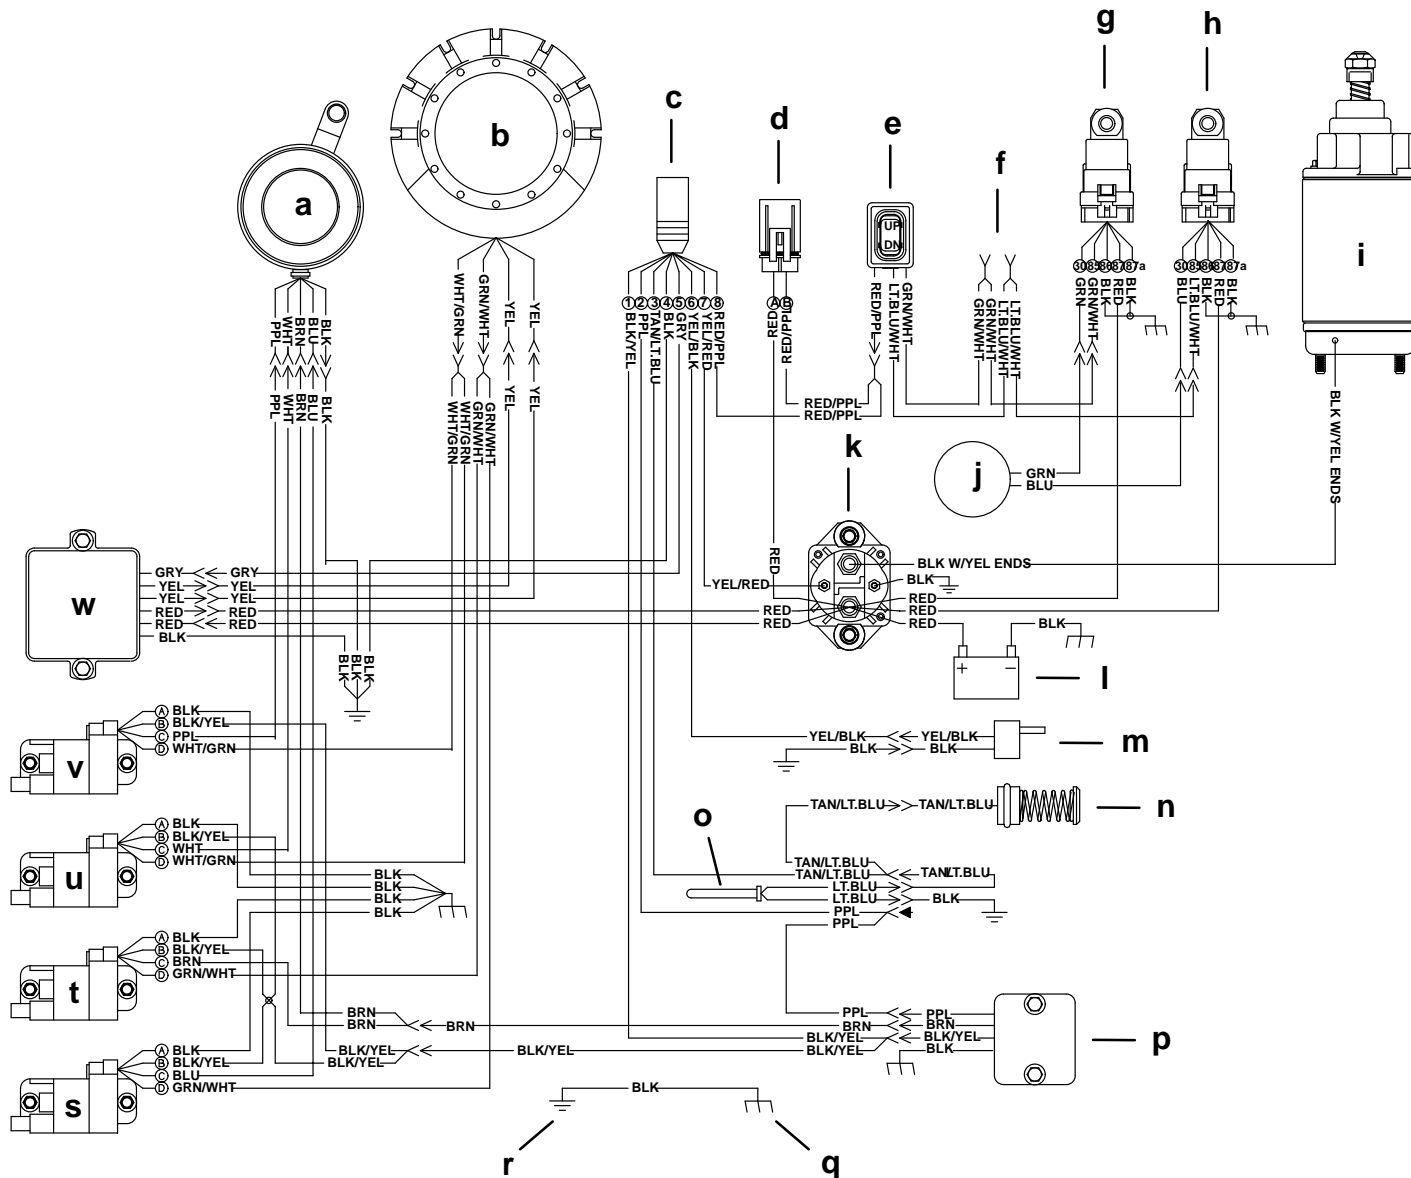 g
h
c
d
e
f
b
a
i
UP
DN
30 85 86 87 87a
30 85 86 87 87a
GRN
GRN/WHT
BLK
RED
BLK
BLU
LT.BLU/WHT
BLK
RED
BLK
WHT/GRN
GRN/WHT
YEL
YEL
1 2 3 4 5 6 7 8
BLK/YEL
PPL
TAN/LT.BLU
BLK
GRY
YEL/BLK
YEL/RED
RED/PPL
A B
RED
RED/PPL
RED/PPL
LT.BLU/WHT
GRN/WHT
GRN/WHT
GRN/WHT
LT.BLU/WHT
LT.BLU/WHT
PPL
WHT
BRN
BLU
BLK
PPL
WHT
BRN
BLU
BLK
YEL
YEL
WHT/GRN
WHT/GRN
GRN/WHT
GRN/WHT
RED/PPL
RED/PPL
BLK W/YEL ENDS
k
j
GRN
BLU
RED
BLK W/YEL ENDS
w
GRY GRY
YEL YEL
YEL YEL
RED RED
RED RED
BLK
YEL/RED
BLK
RED RED
RED
RED RED
BLK
BLK
BLK
BLK
+ −
l
v
A BLK
B BLK/YEL
C PPL
D WHT/GRN
YEL/BLK YEL/BLK
BLK BLK
m
TAN/LT.BLU TAN/LT.BLU
n
o
u
A BLK
B BLK/YEL
C WHT
D WHT/GRN
BLK
BLK
BLK
BLK
TAN/LT.BLU
TAN/LT.BLU TAN/LT.BLU
LT.BLU
LT.BLU BLK
PPL
PPL
t
A BLK
B BLK/YEL
C BRN
D GRN/WHT
BRN
BRN BRN
BLK/YEL BLK/YEL
BLK/YEL
PPL PPL
BRN BRN
BLK/YEL BLK/YEL
BLK/YEL BLK
p
s
A BLK
B BLK/YEL
C BLU
D GRN/WHT
BLK
r
q